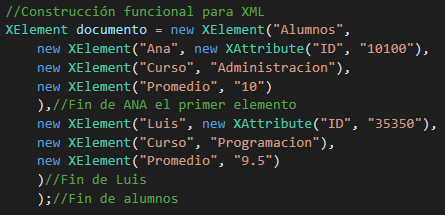 //Construcción funcional para XML
XElement documento = new XElement("Alumnos",
    new XElement("Ana", new XAttribute("ID", "10100"),
    new XElement("Curso", "Administracion"),
    new XElement("Promedio", "10")
    ),//Fin de ANA el primer elemento
    new XElement("Luis", new XAttribute("ID", "35350"),
    new XElement("Curso", "Programacion"),
    new XElement("Promedio", "9.5")
    )//Fin de Luis
    );//Fin de alumnos